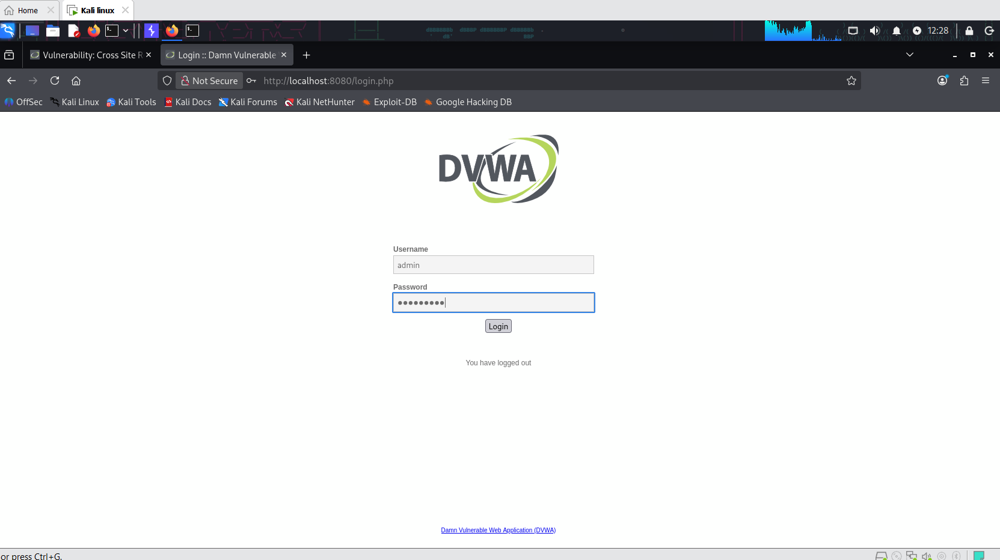 Home
Kali linux
12:28
Vulnerability: Cross Site R
Login :: Damn Vulnerable
Not Secure
http://localhost:8080/login.php
OffSec
Kali Linux
Kali Tools
Kali Docs
Kali Forums
Kali NetHunter
Exploit-DB
Google Hacking DB
DVWA
Username
admin
Password
•••••••••
Login
You have logged out
Damn Vulnerable Web Application (DVWA)
or press Ctrl+G.